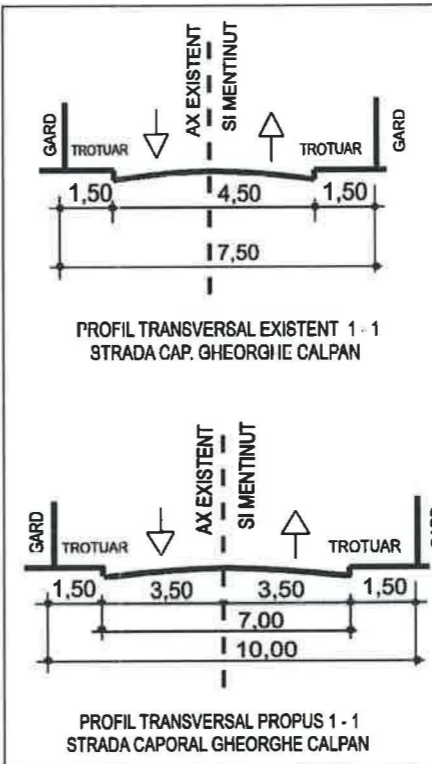 AX EXISTENT
SI MENTINUT
GARD
TROTUAR
TROTUAR
GARD
1,50
4,50
1,50
7,50
PROFIL TRANSVERSAL EXISTENT 1 - 1
STRADA CAP. GHEORGHE CALPAN
AX EXISTENT
SI MENTINUT
GARD
TROTUAR
TROTUAR
GARD
1,50
3,50
3,50
1,50
7,00
10,00
PROFIL TRANSVERSAL PROPUS 1 - 1
STRADA CAPORAL GHEORGHE CALPAN